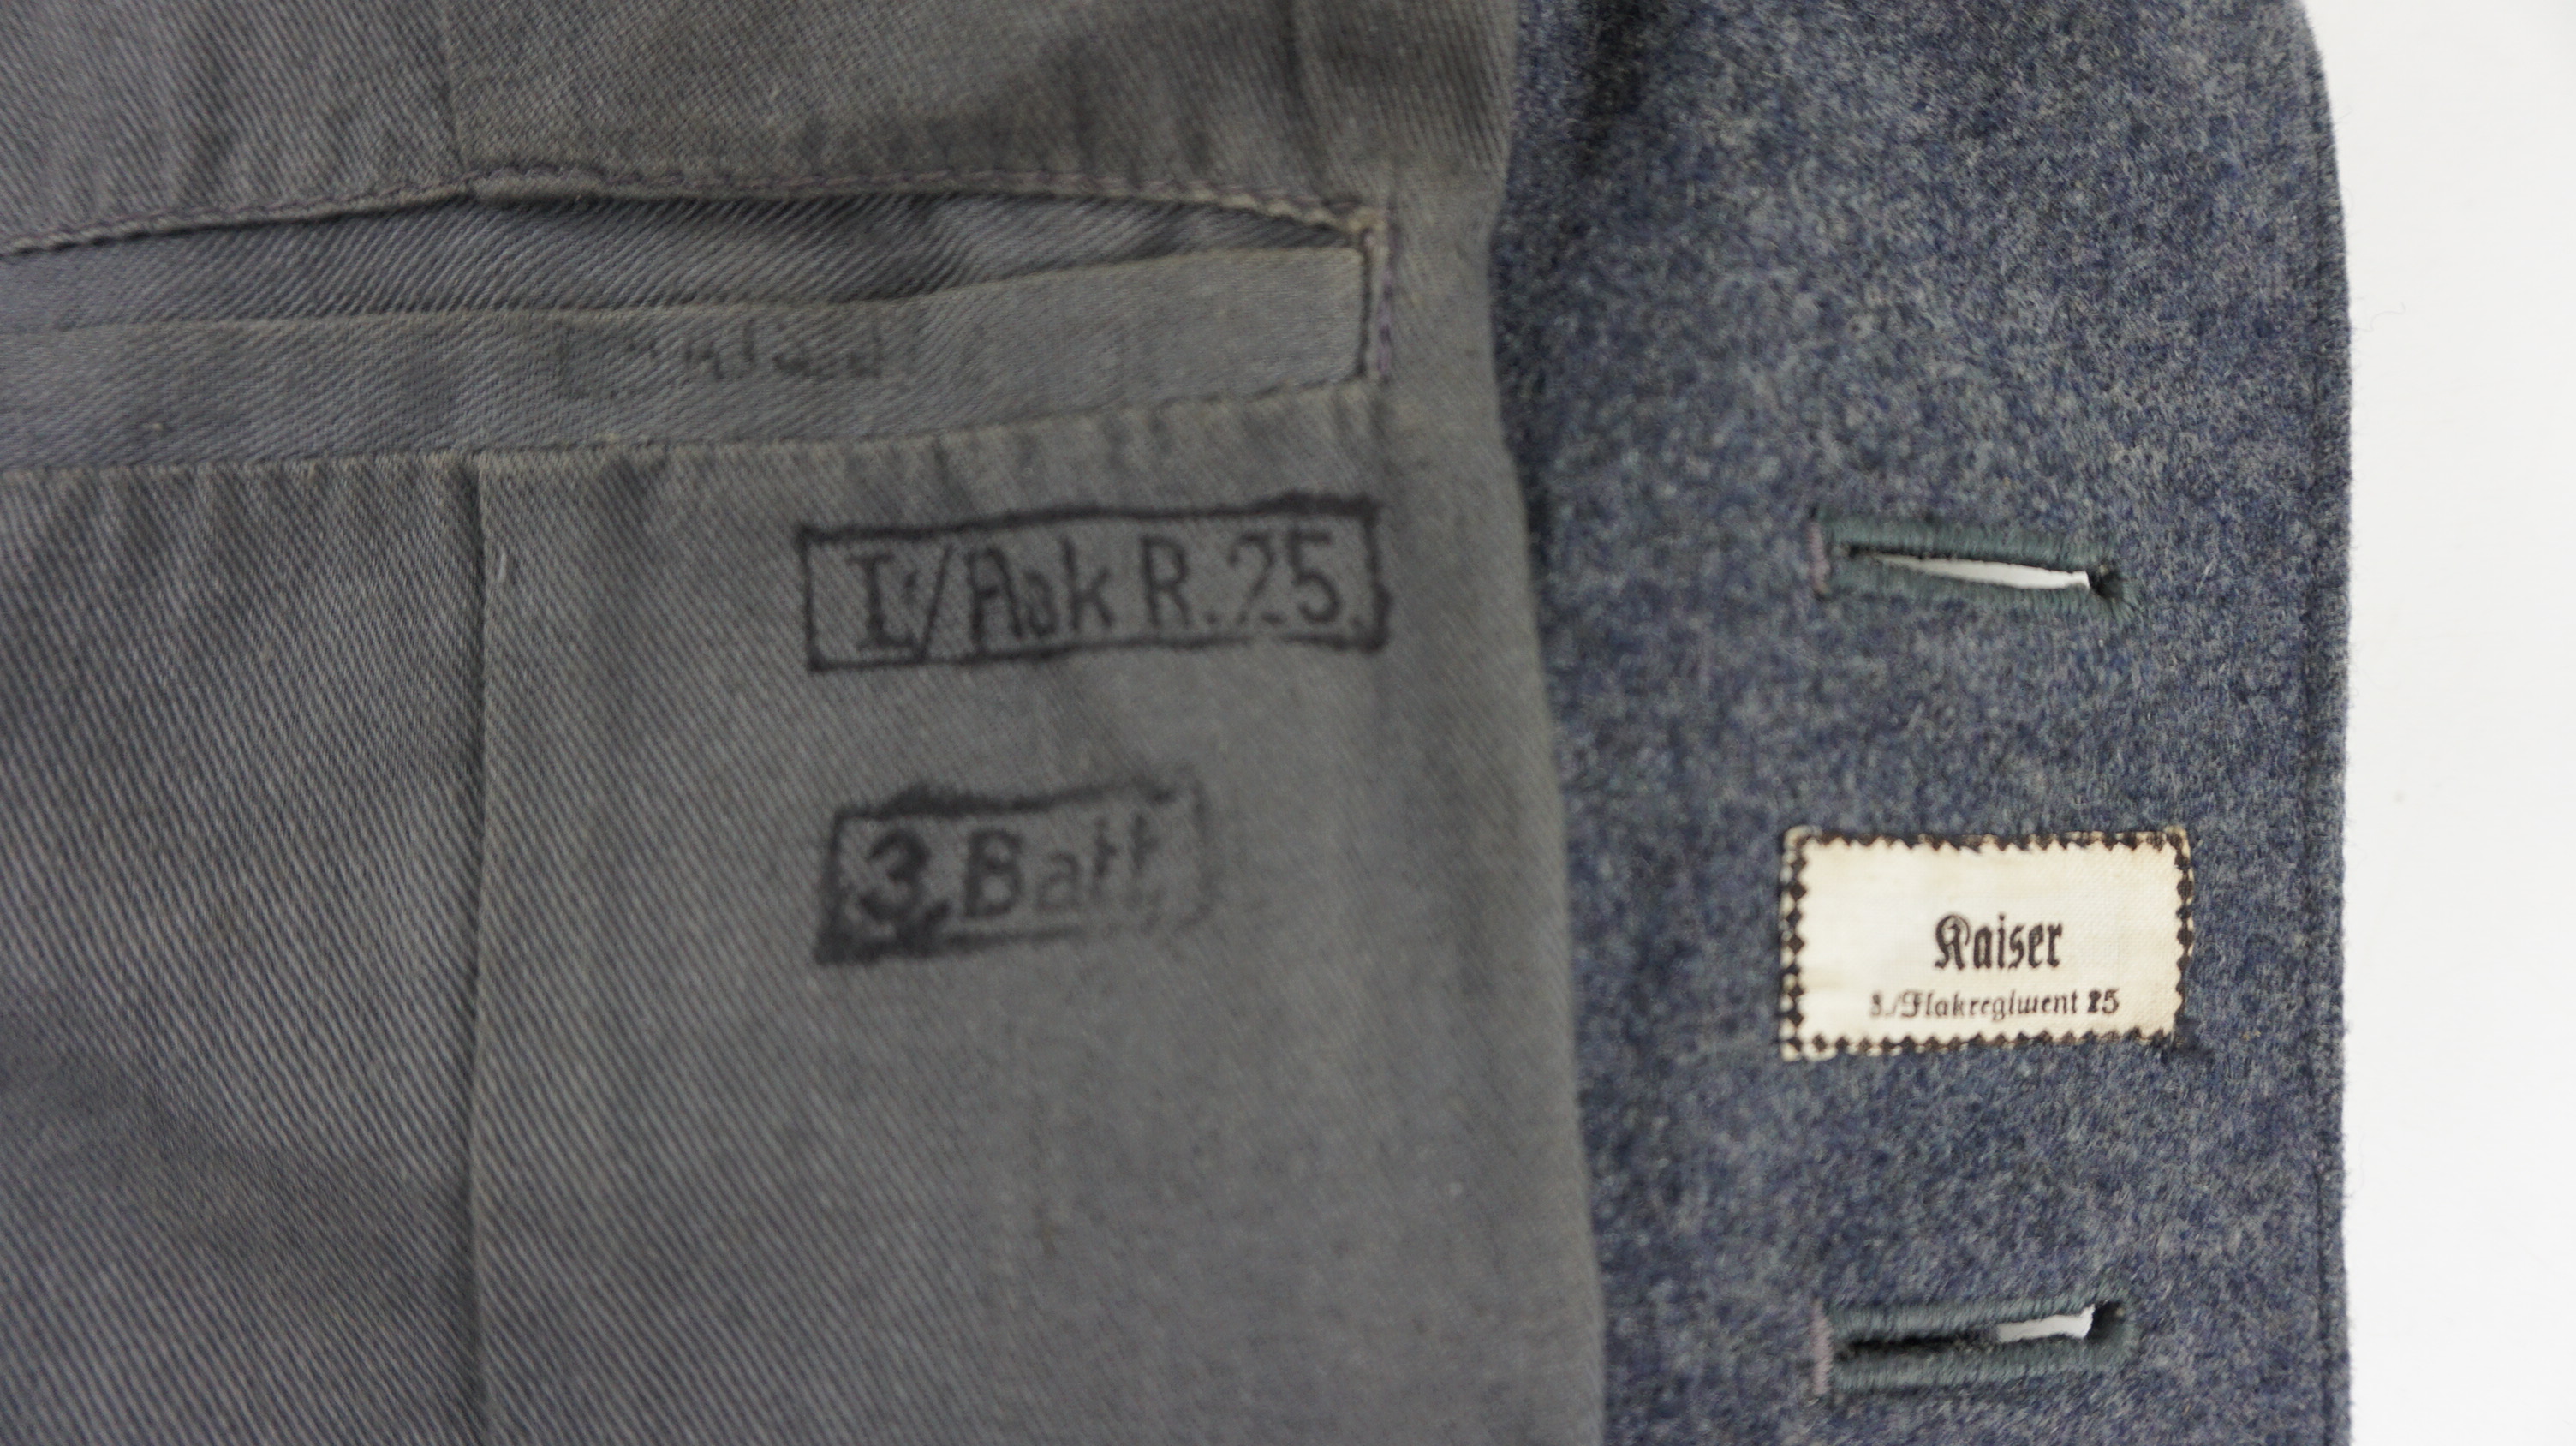 I./Flak R. 25.
3. Batt.
Kaiser
3./Flakregiment 25